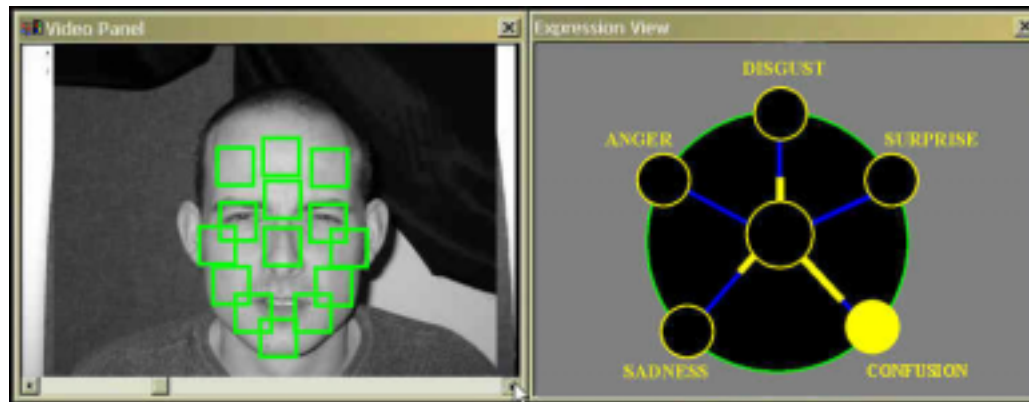 Video Panel
Expression View
DISGUST
ANGER
SURPRISE
SADNESS
CONFUSION